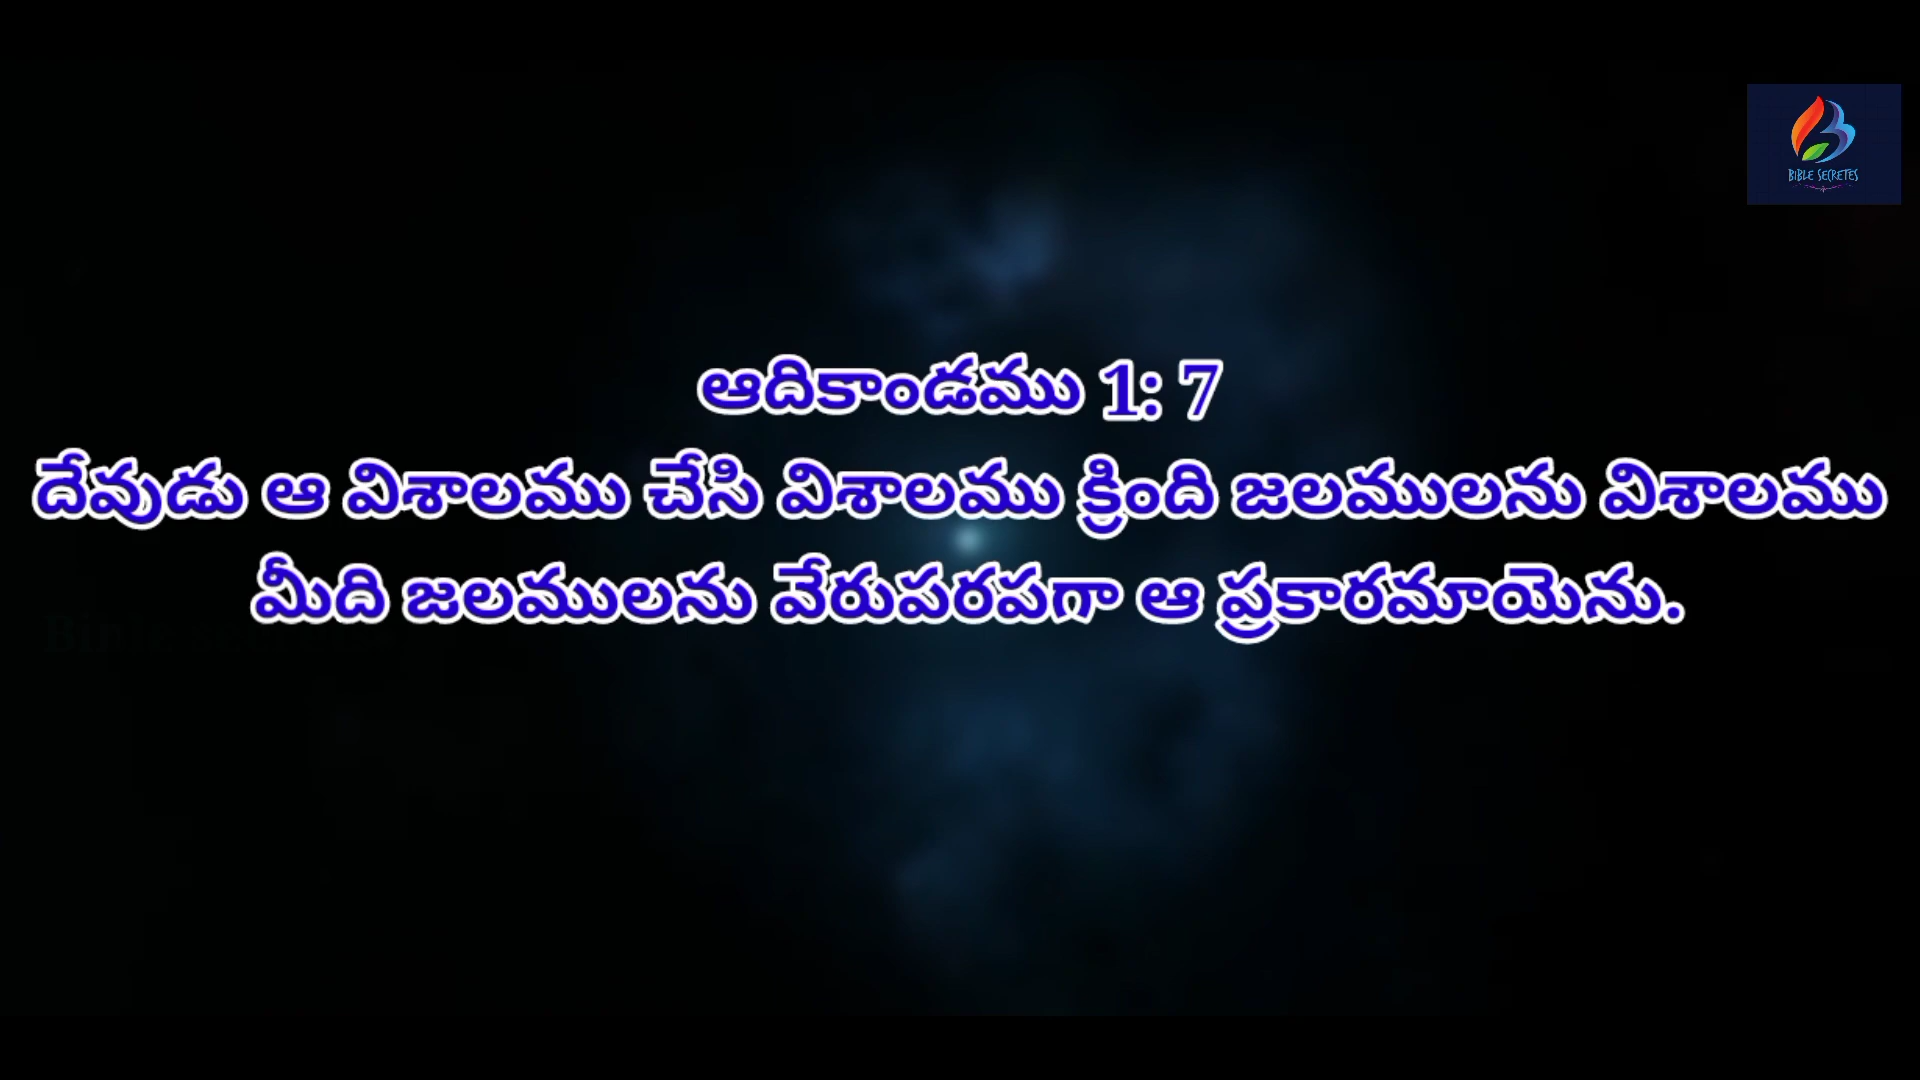 BIBLE SECRETES
ఆదికాండము 1: 7
దేవుడు ఆ విశాలము చేసి విశాలము క్రింది జలములను విశాలము
మీది జలములను వేరుపరపగా ఆ ప్రకారమాయెను.